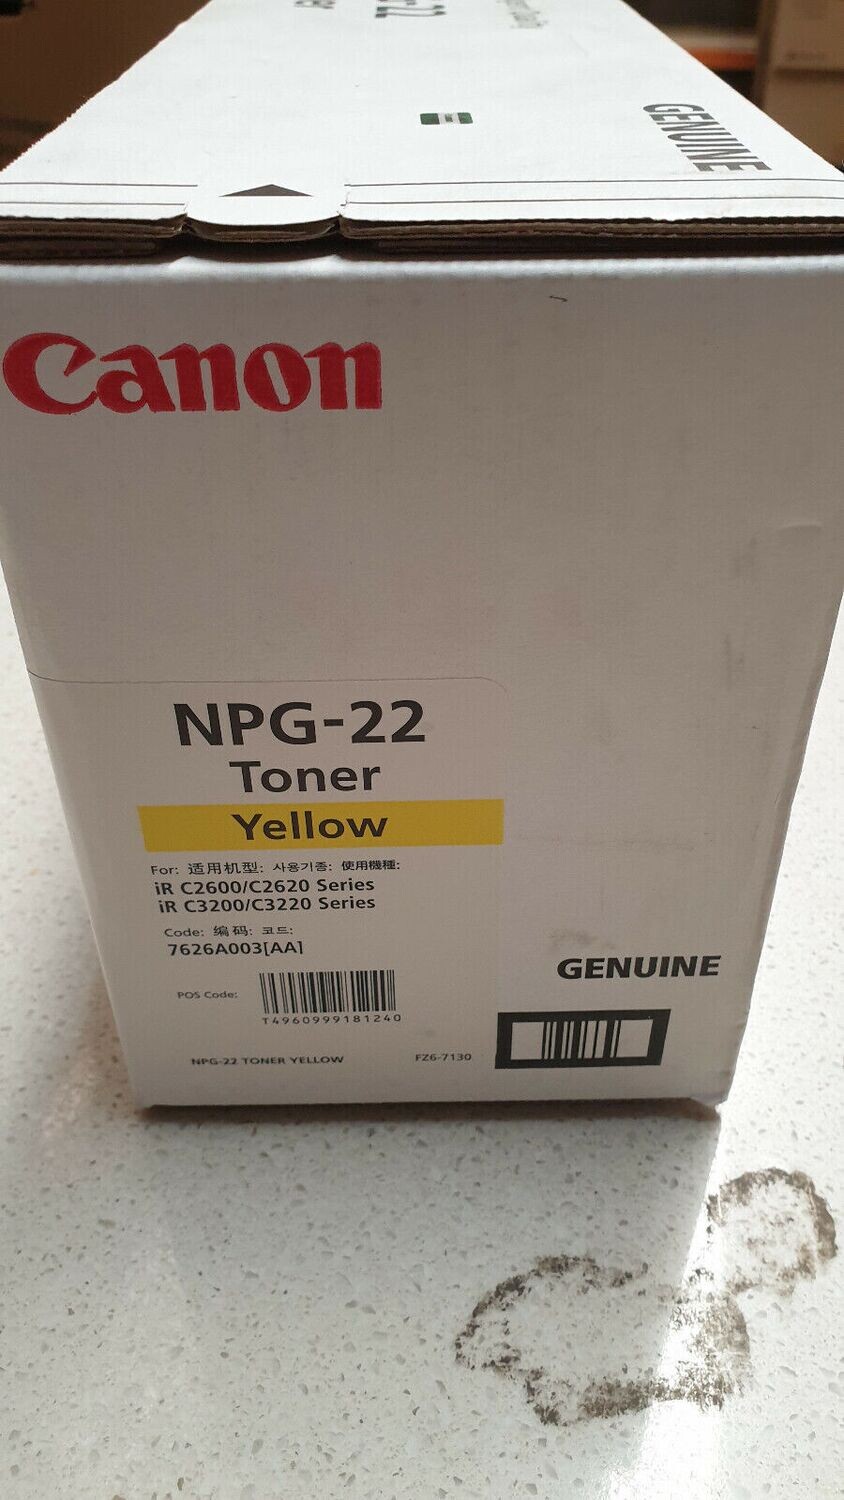 GENUINE
Canon
NPG-22
Toner
Yellow
For: 适用机型: 사용기종: 使用機種:
iR C2600/C2620 Series
iR C3200/C3220 Series
Code: 编码: 코드:
7626A003[AA]
POS Code:
T4960999181240
GENUINE
NPG-22 TONER YELLOW FZ6-7130